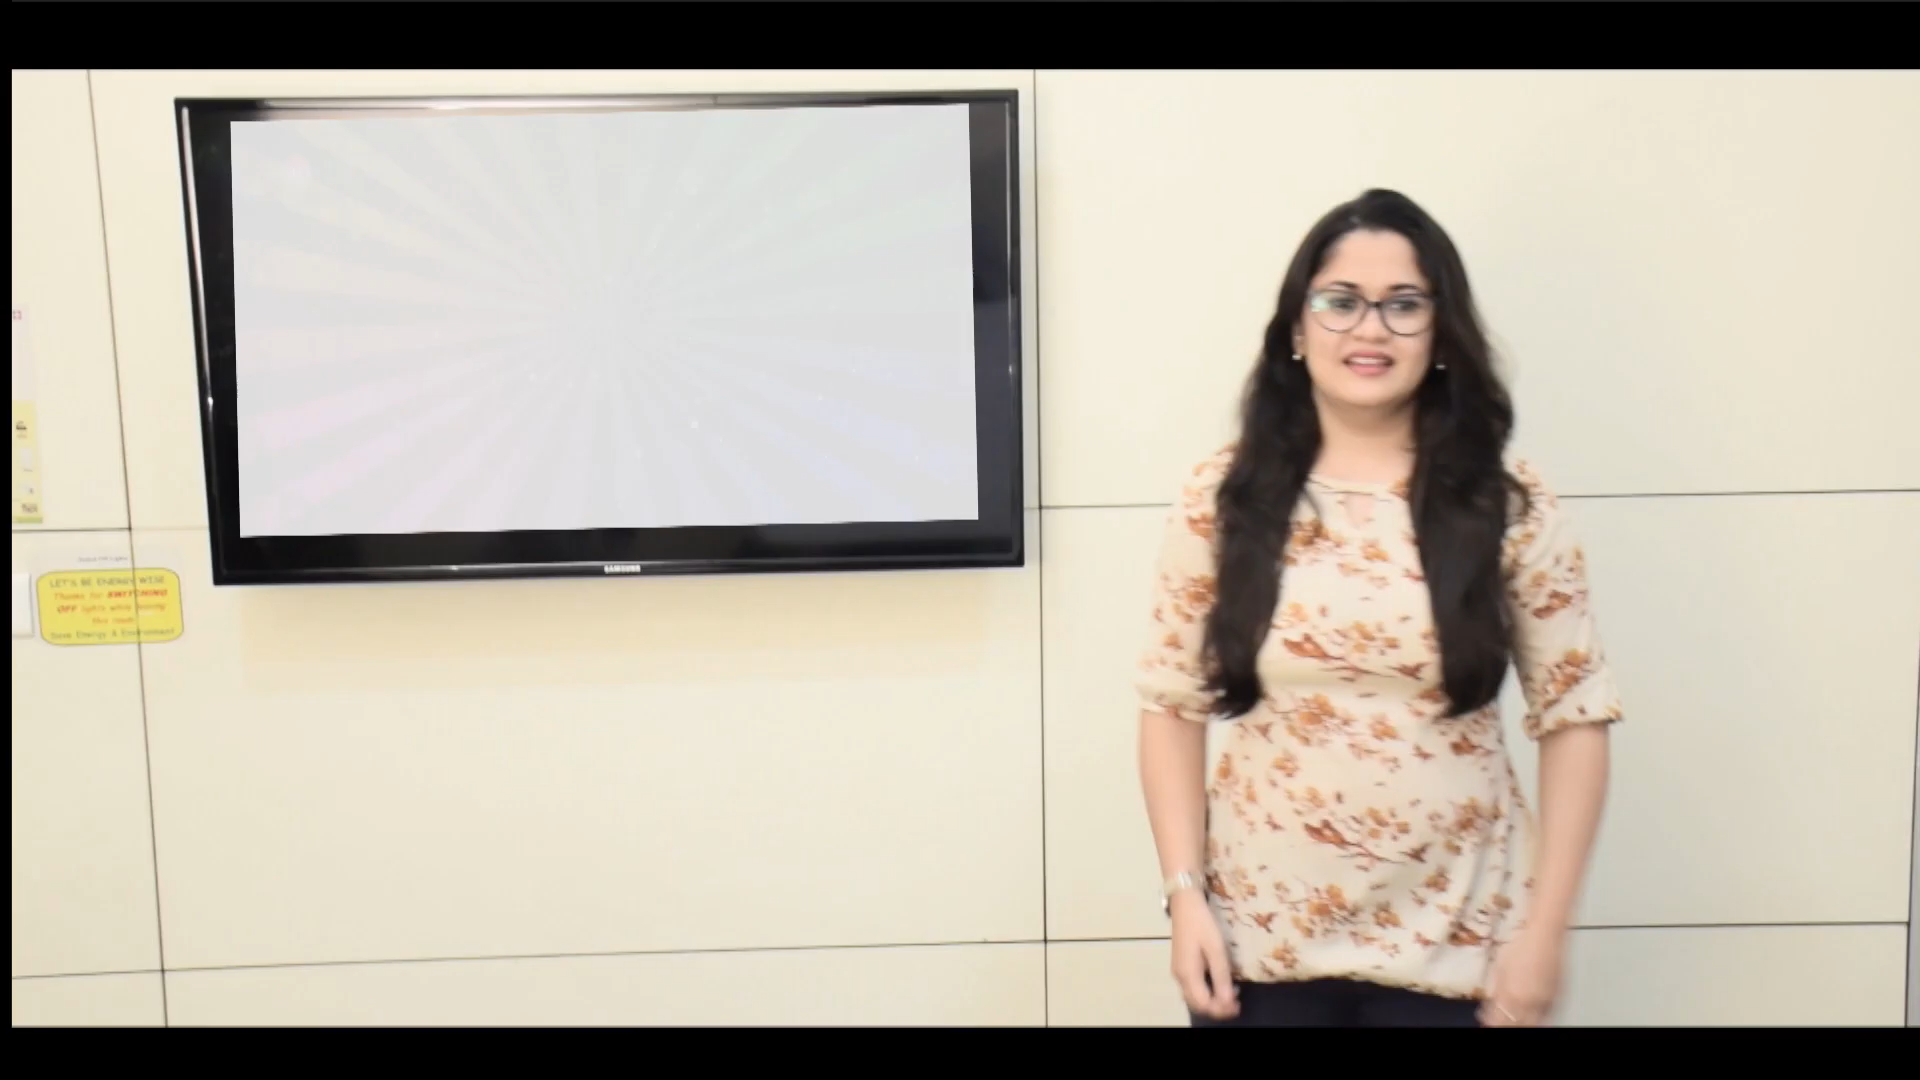 SAMSUNG
LET'S BE ENERGY WISE
Thanks for SWITCHING
OFF lights while leaving
this room
Save Energy & Environment